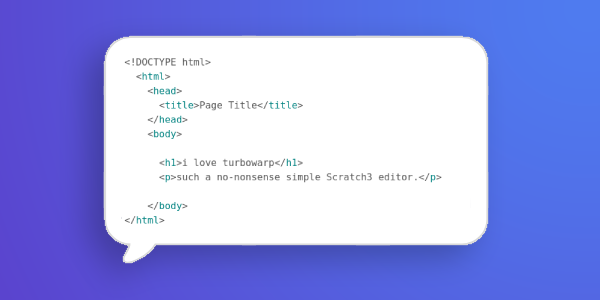 <!DOCTYPE html>
<html>
<head>
<title>Page Title</title>
</head>
<body>
<h1>i love turbowarp</h1>
<p>such a no-nonsense simple Scratch3 editor.</p>
</body>
</html>